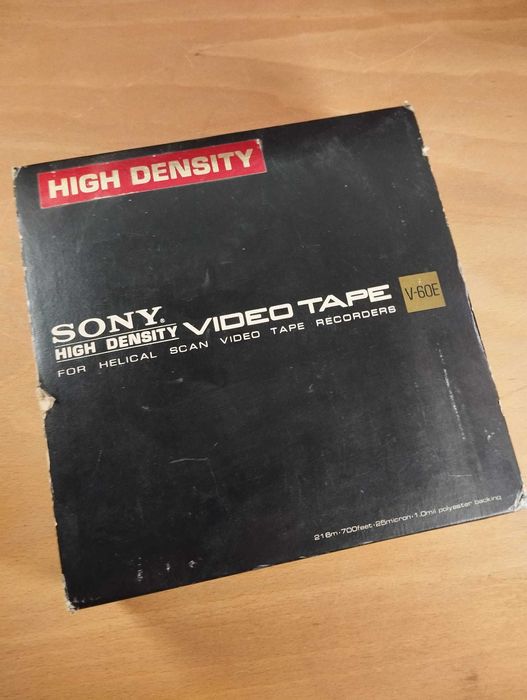 HIGH DENSITY
SONY®
HIGH DENSITY VIDEO TAPE V-60E
FOR HELICAL SCAN VIDEO TAPE RECORDERS
216m·700feet·25micron·1.0mil polyester backing